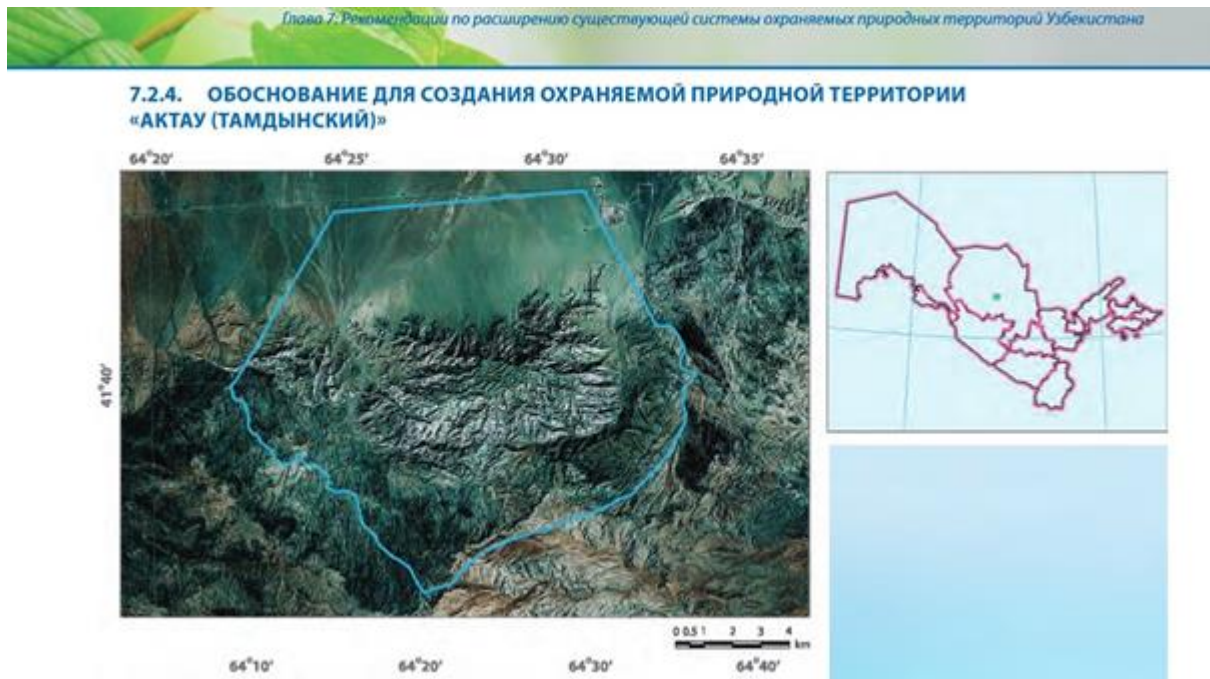 Глава 7: Рекомендации по расширению существующей системы охраняемых природных территорий Узбекистана
7.2.4. ОБОСНОВАНИЕ ДЛЯ СОЗДАНИЯ ОХРАНЯЕМОЙ ПРИРОДНОЙ ТЕРРИТОРИИ
«АКТАУ (ТАМДЫНСКИЙ)»
64°20' 64°25' 64°30' 64°35'
41°40'
0 0.5 1 2 3 4
km
64°10' 64°20' 64°30' 64°40'